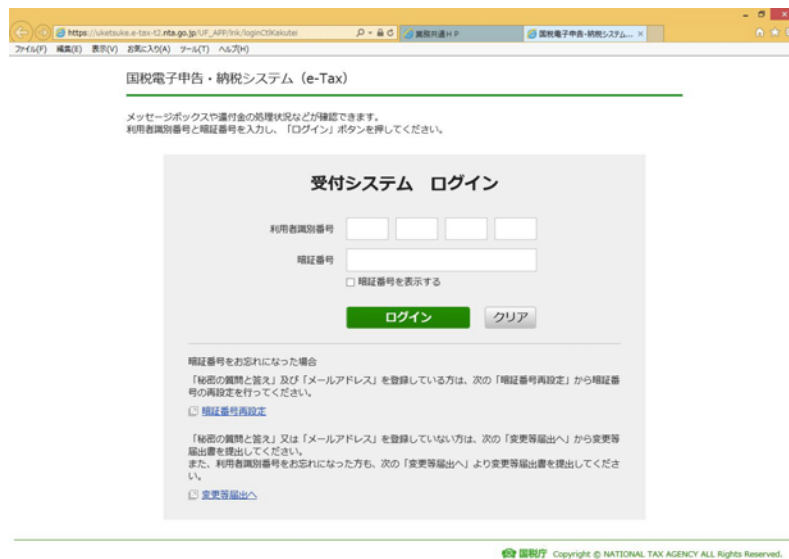 https://uketsuke.e-tax-t2.nta.go.jp/UF_APP/lnk/loginCtlKakutei
業務共通HP
国税電子申告・納税システム...
ファイル(F) 編集(E) 表示(V) お気に入り(A) ツール(T) ヘルプ(H)
国税電子申告・納税システム（e-Tax）
メッセージボックスや還付金の処理状況などが確認できます。
利用者識別番号と暗証番号を入力し、「ログイン」ボタンを押してください。
受付システム　ログイン
利用者識別番号
暗証番号
暗証番号を表示する
ログイン クリア
暗証番号をお忘れになった場合
「秘密の質問と答え」及び「メールアドレス」を登録している方は、次の「暗証番号再設定」から暗証番
号の再設定を行ってください。
暗証番号再設定
「秘密の質問と答え」又は「メールアドレス」を登録していない方は、次の「変更等届出へ」から変更等
届出書を提出してください。
また、利用者識別番号をお忘れになった方も、次の「変更等届出へ」より変更等届出書を提出してくださ
い。
変更等届出へ
国税庁 Copyright © NATIONAL TAX AGENCY ALL Rights Reserved.